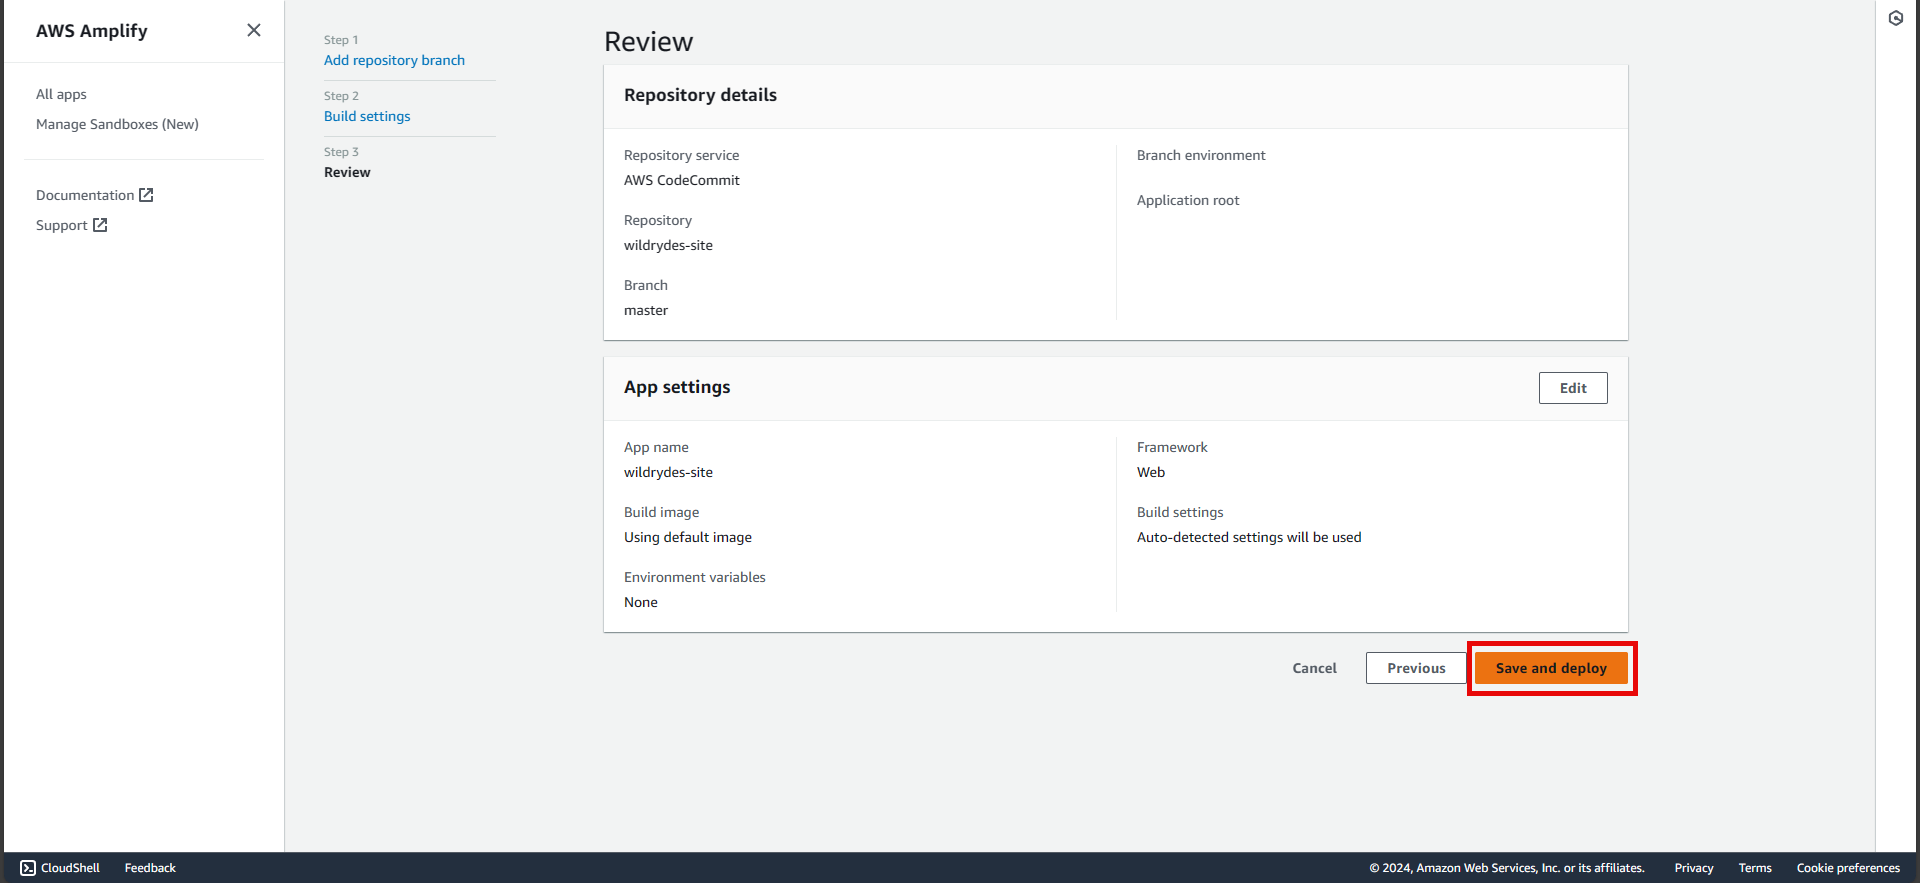 AWS Amplify
All apps
Manage Sandboxes (New)
Documentation
Support
Step 1
Add repository branch
Step 2
Build settings
Step 3
Review
Review
Repository details
Repository service
AWS CodeCommit
Repository
wildrydes-site
Branch
master
Branch environment
Application root
App settings
Edit
App name
wildrydes-site
Build image
Using default image
Environment variables
None
Framework
Web
Build settings
Auto-detected settings will be used
Cancel
Previous
Save and deploy
CloudShell
Feedback
© 2024, Amazon Web Services, Inc. or its affiliates.
Privacy
Terms
Cookie preferences